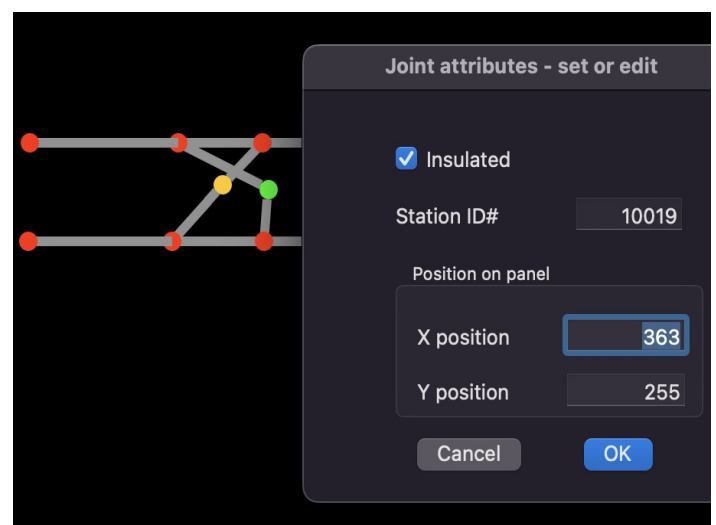 Joint attributes - set or edit
Insulated
Station ID# 10019
Position on panel
X position 363
Y position 255
Cancel OK